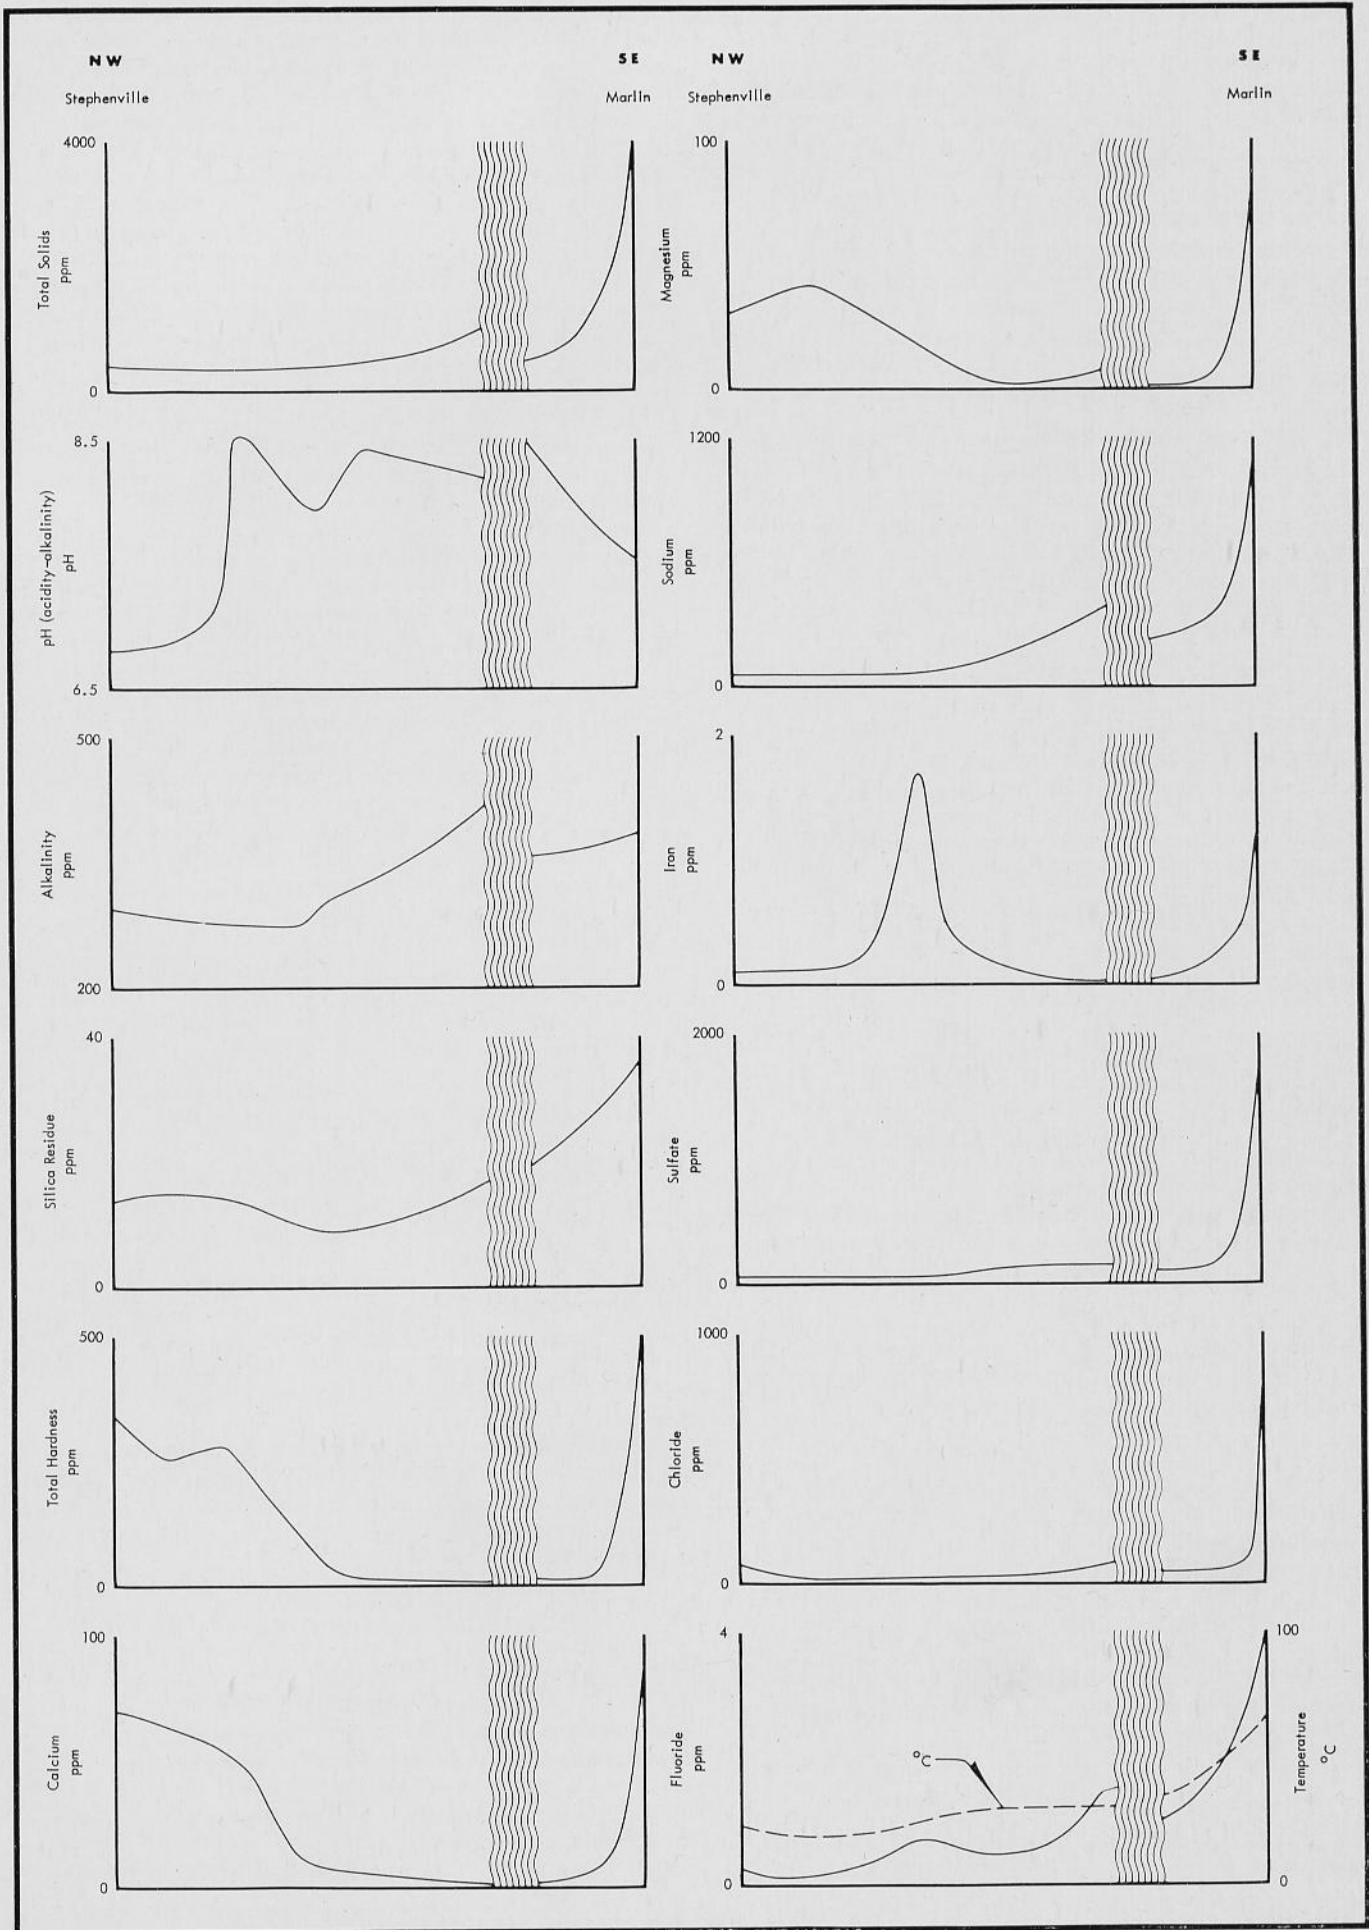 NW
SE
Stephenville
Marlin
4000
Total Solids
ppm
0
8.5
pH (acidity-alkalinity)
pH
6.5
500
Alkalinity
ppm
200
40
Silica Residue
ppm
0
500
Total Hardness
ppm
0
100
Calcium
ppm
0
NW
SE
Stephenville
Marlin
100
Magnesium
ppm
0
1200
Sodium
ppm
0
2
Iron
ppm
0
2000
Sulfate
ppm
0
1000
Chloride
ppm
0
4
Fluoride
ppm
0
°C
100
Temperature
°C
0